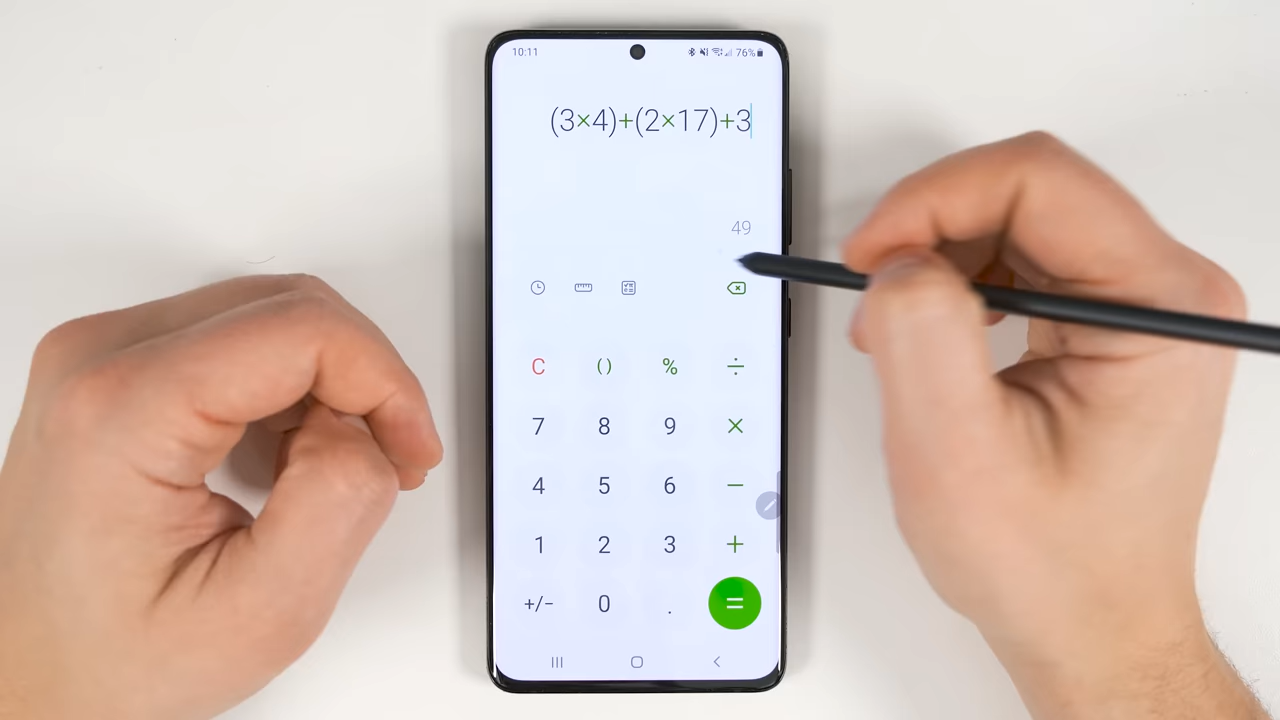 10:11 76%
(3×4)+(2×17)+3
49
C () % ÷
7 8 9 ×
4 5 6 −
1 2 3 +
+/− 0 . =